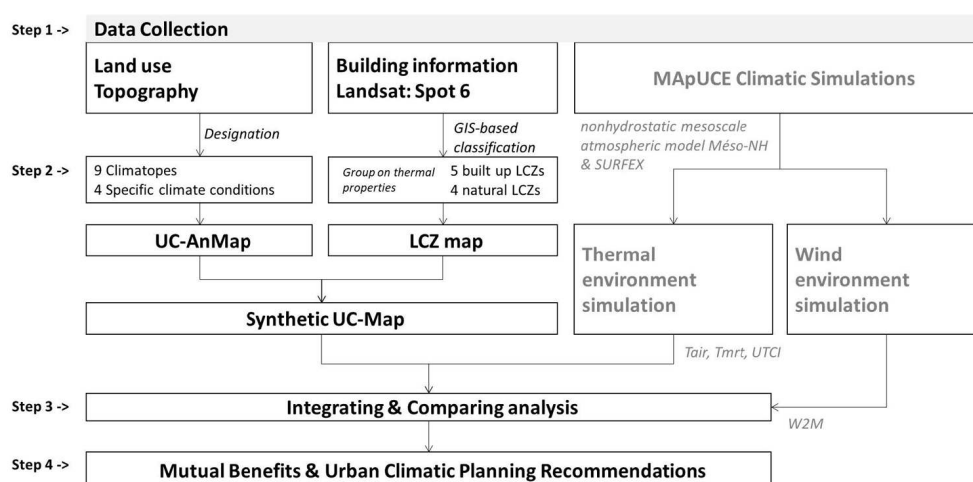 Step 1 ->
Data Collection
Land use
Topography
Building information
Landsat: Spot 6
MApUCE Climatic Simulations
Designation
GIS-based
classification
nonhydrostatic mesoscale
atmospheric model Méso-NH
& SURFEX
Step 2 ->
9 Climatopes
4 Specific climate conditions
Group on thermal
properties
5 built up LCZs
4 natural LCZs
UC-AnMap
LCZ map
Thermal
environment
simulation
Wind
environment
simulation
Synthetic UC-Map
Tair, Tmrt, UTCI
Step 3 ->
Integrating & Comparing analysis
W2M
Step 4 ->
Mutual Benefits & Urban Climatic Planning Recommendations